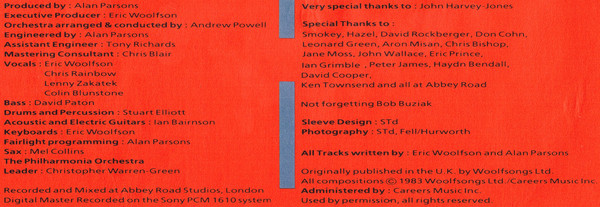 Produced by : Alan Parsons
Executive Producer : Eric Woolfson
Orchestra arranged & conducted by : Andrew Powell
Engineered by : Alan Parsons
Assistant Engineer : Tony Richards
Mastering Consultant : Chris Blair
Vocals : Eric Woolfson
Chris Rainbow
Lenny Zakatek
Colin Blunstone
Bass : David Paton
Drums and Percussion : Stuart Elliott
Acoustic and Electric Guitars : Ian Bairnson
Keyboards : Eric Woolfson
Fairlight programming : Alan Parsons
Sax : Mel Collins
The Philharmonia Orchestra
Leader : Christopher Warren-Green
Recorded and Mixed at Abbey Road Studios, London
Digital Master Recorded on the Sony PCM 1610 system
Very special thanks to : John Harvey-Jones
Special Thanks to :
Smokey, Hazel, David Rockberger, Don Cohn,
Leonard Green, Aron Misan, Chris Bishop,
Jane Moss, John Wallace, Eric Prince,
Ian Grimble , Peter James, Haydn Bendall,
David Cooper,
Ken Townsend and all at Abbey Road
Not forgetting Bob Buziak
Sleeve Design : STd
Photography : STd, Fell/Hurworth
All Tracks written by : Eric Woolfson and Alan Parsons
Originally published in the U.K. by Woolfsongs Ltd.
All compositions © 1983 Woolfsongs Ltd./Careers Music Inc.
Administered by : Careers Music Inc.
Used by permission, all rights reserved.